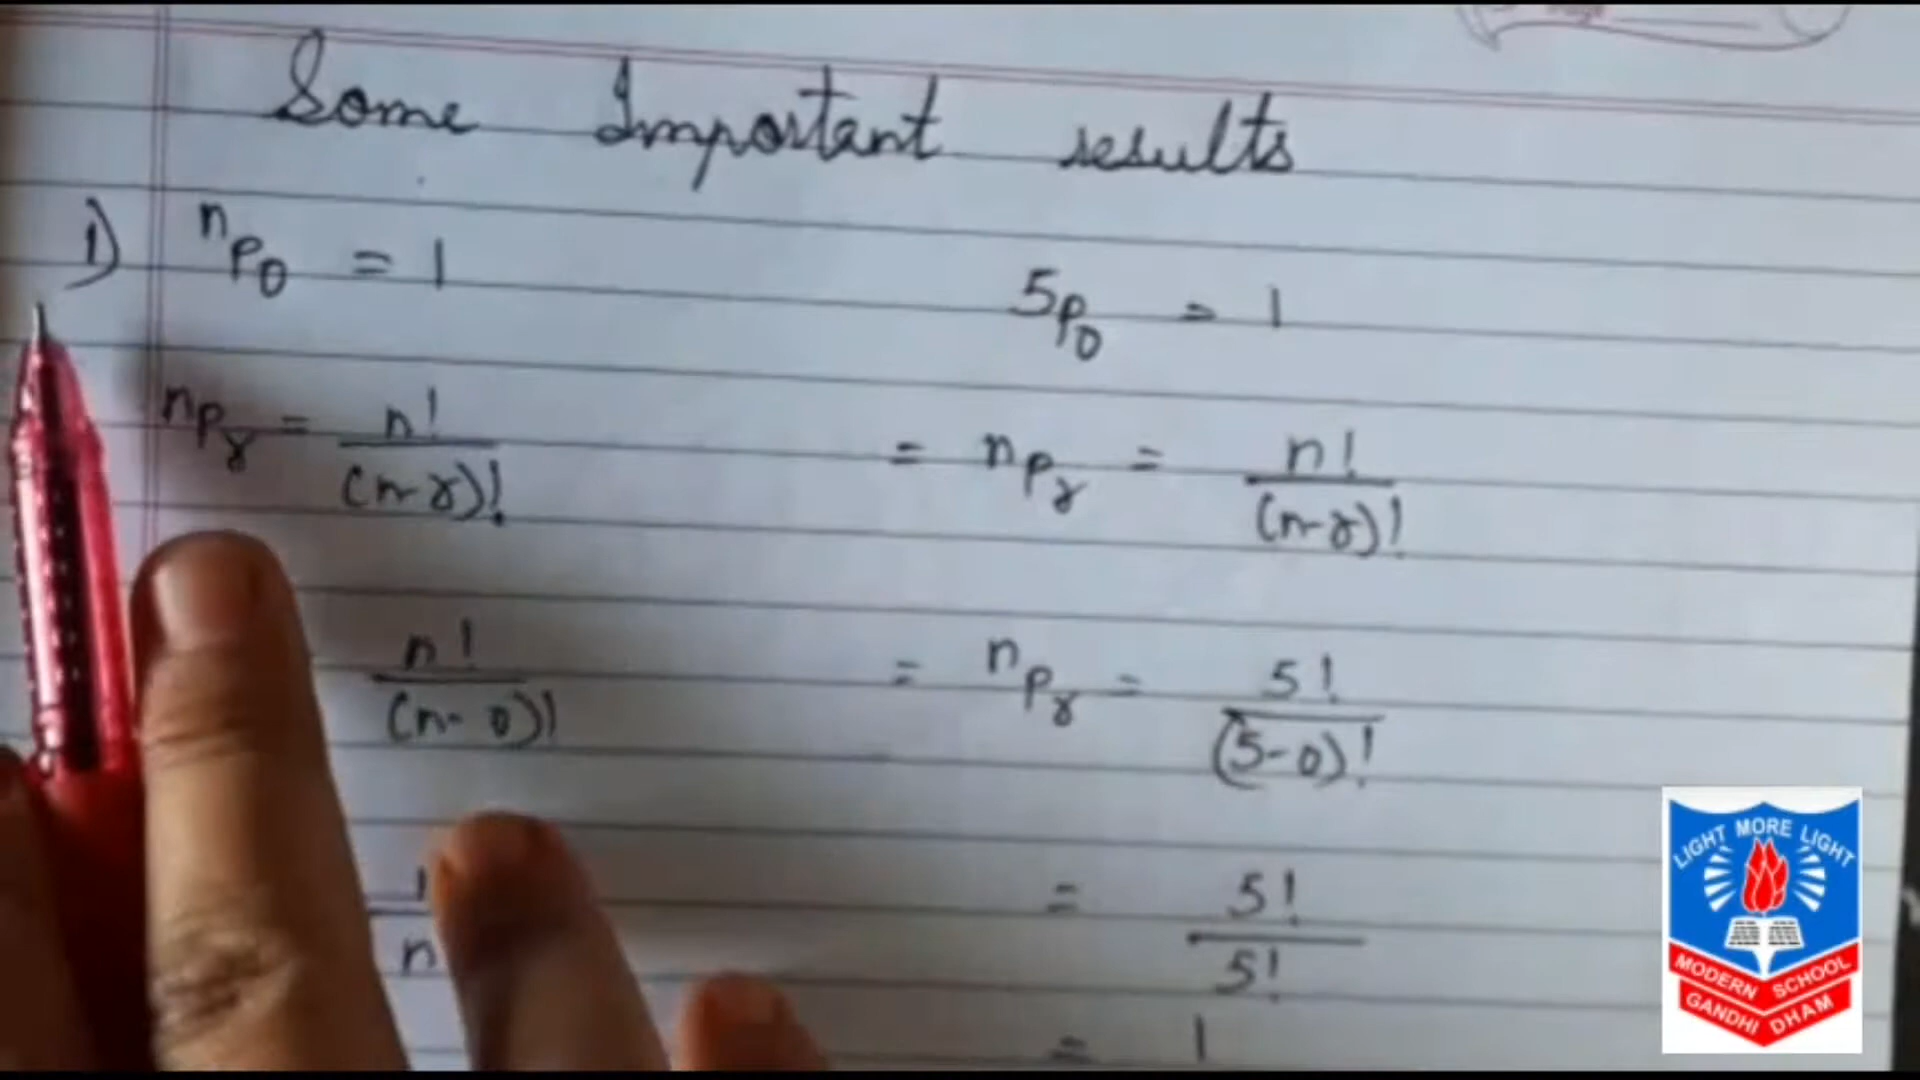 Some Important results
1) nP0 = 1
5P0 = 1
nPr = n!/(n-r)!
= nPr = n!/(n-r)!
n!/(n-0)!
= nPr = 5!/(5-0)!
n
= 5!/5!
= 1
LIGHT MORE LIGHT
MODERN SCHOOL
GANDHI DHAM